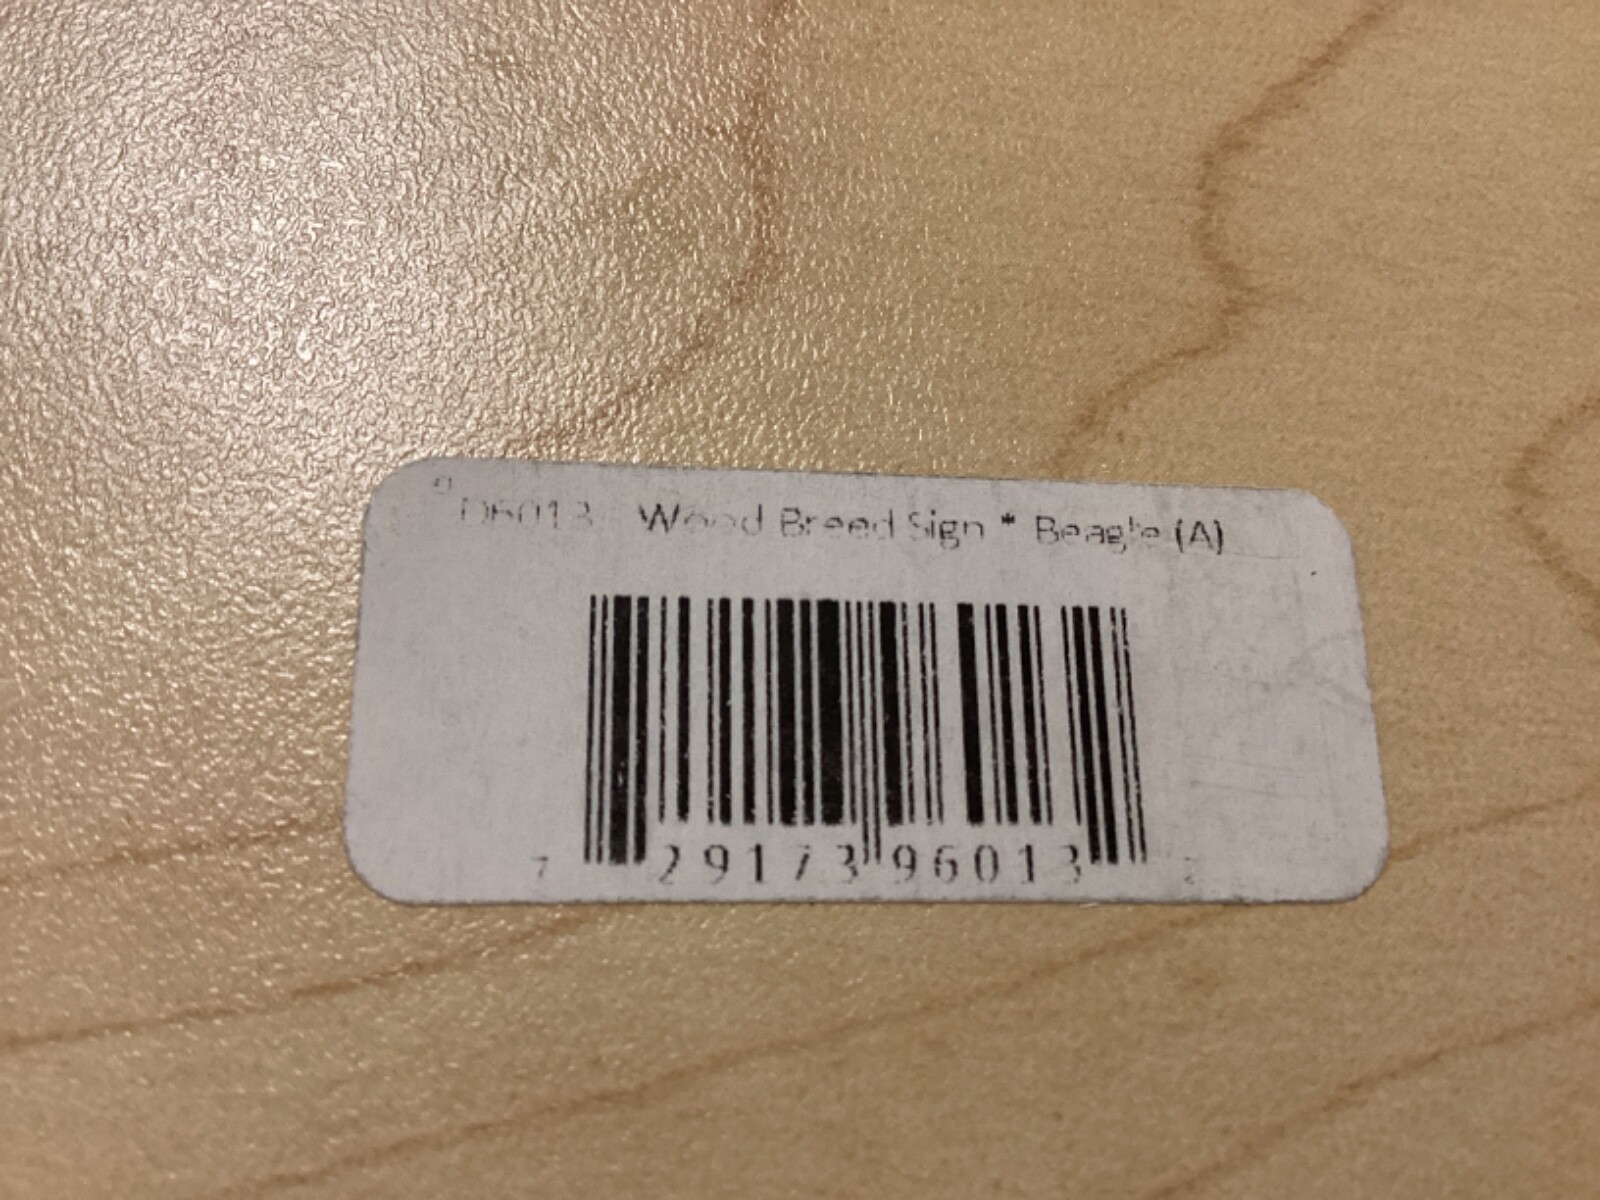 D6013 Wood Breed Sign * Beagle (A)
7 29173 96013 2